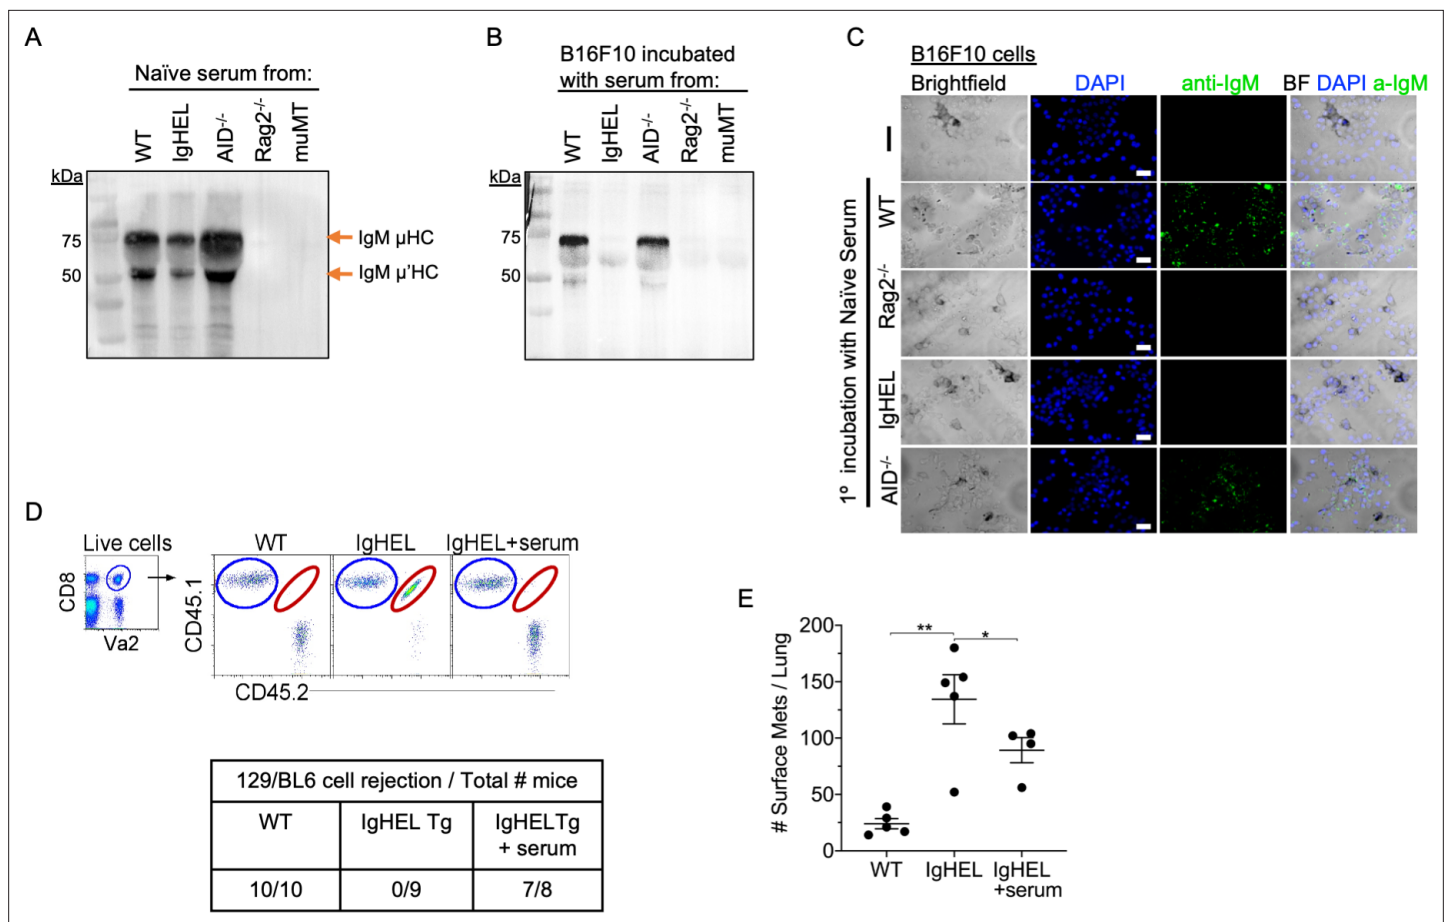 A
Naïve serum from:
WT
IgHEL
AID-/-
Rag2-/-
muMT
kDa
75
50
IgM µHC
IgM µ’HC
B
B16F10 incubated
with serum from:
WT
IgHEL
AID-/-
Rag2-/-
muMT
kDa
75
50
C
B16F10 cells
Brightfield
DAPI
anti-IgM
BF DAPI a-IgM
1º incubation with Naïve Serum
I
WT
Rag2-/-
IgHEL
AID-/-
D
Live cells
CD8
Va2
WT
IgHEL
IgHEL+serum
CD45.1
CD45.2
129/BL6 cell rejection / Total # mice
WT
IgHEL Tg
IgHELTg
+ serum
10/10
0/9
7/8
E
# Surface Mets / Lung
200
150
100
50
0
**
*
WT
IgHEL
IgHEL
+serum